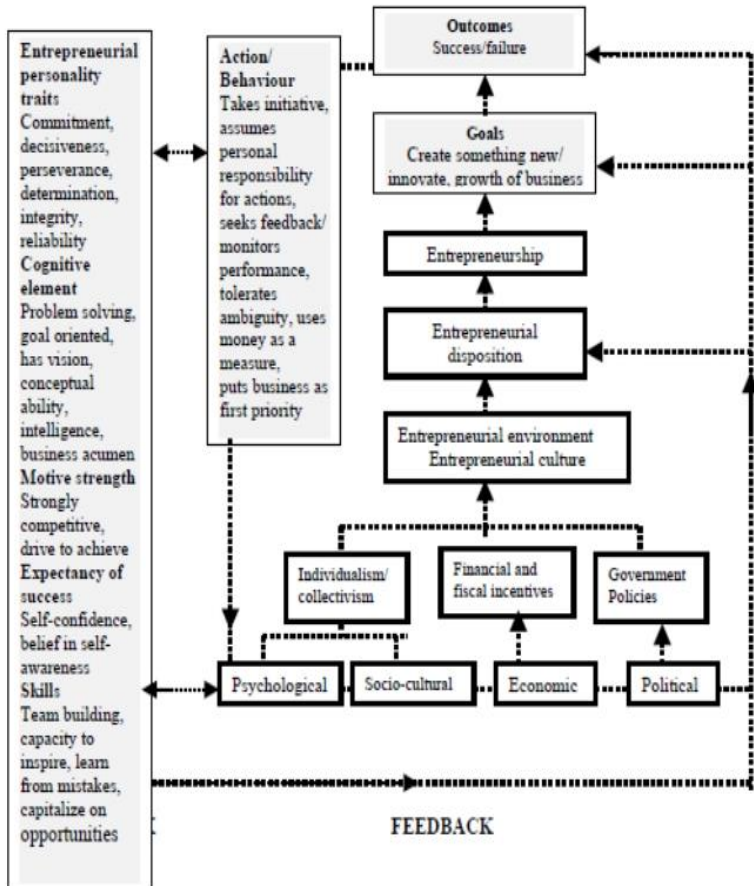 Entrepreneurial
personality
traits
Commitment,
decisiveness,
perseverance,
determination,
integrity,
reliability
Cognitive
element
Problem solving,
goal oriented,
has vision,
conceptual
ability,
intelligence,
business acumen
Motive strength
Strongly
competitive,
drive to achieve
Expectancy of
success
Self-confidence,
belief in self-
awareness
Skills
Team building,
capacity to
inspire, learn
from mistakes,
capitalize on
opportunities
Action/
Behaviour
Takes initiative,
assumes
personal
responsibility
for actions,
seeks feedback/
monitors
performance,
tolerates
ambiguity, uses
money as a
measure,
puts business as
first priority
Outcomes
Success/failure
Goals
Create something new/
innovate, growth of business
Entrepreneurship
Entrepreneurial
disposition
Entrepreneurial environment
Entrepreneurial culture
Individualism/
collectivism
Financial and
fiscal incentives
Government
Policies
Psychological
Socio-cultural
Economic
Political
FEEDBACK